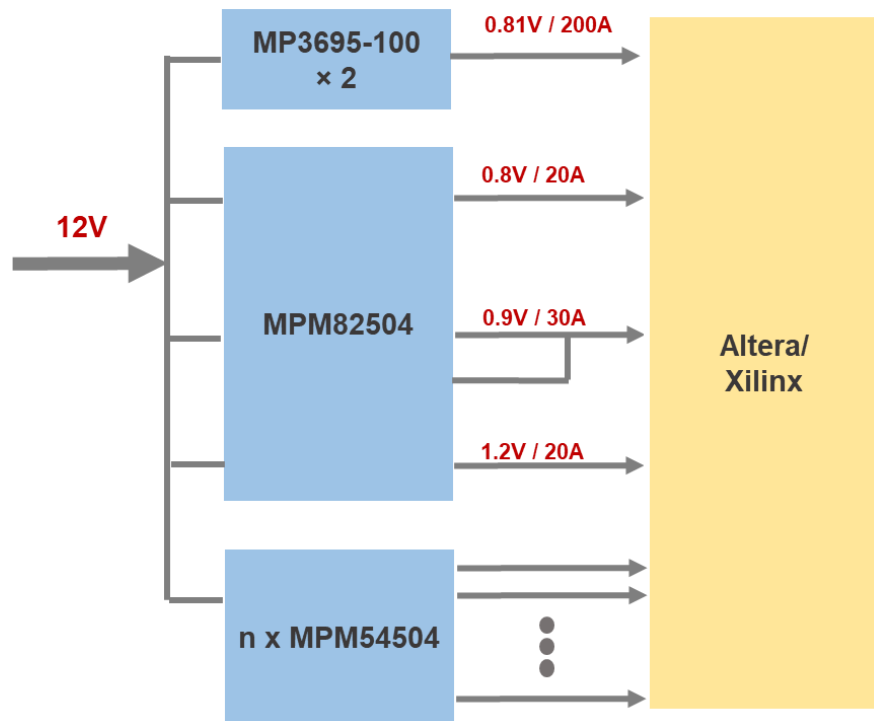 MP3695-100
× 2
0.81V / 200A
12V
MPM82504
0.8V / 20A
0.9V / 30A
1.2V / 20A
Altera/
Xilinx
n x MPM54504